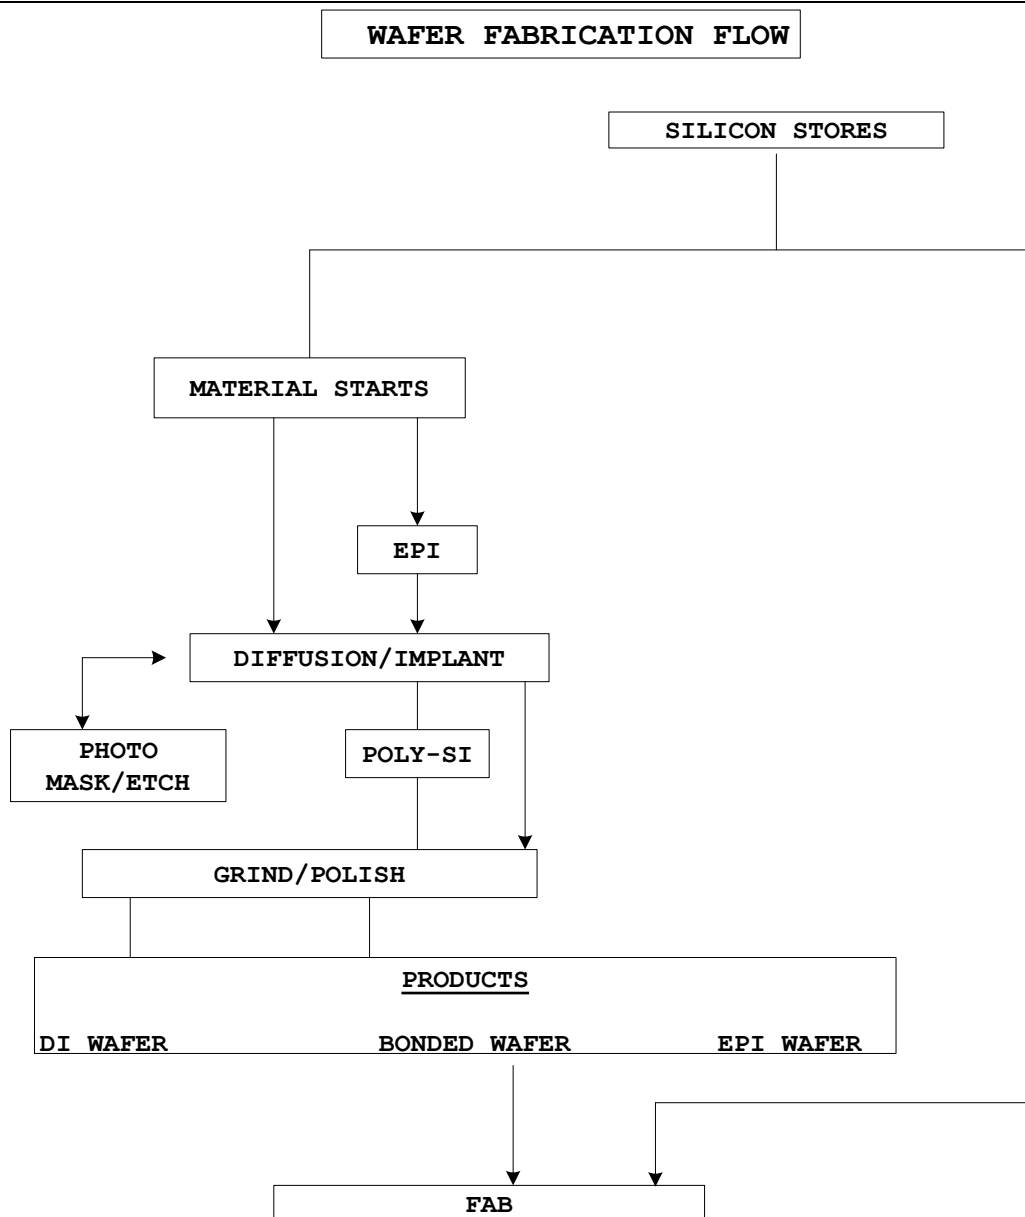 WAFER FABRICATION FLOW
SILICON STORES
MATERIAL STARTS
EPI
DIFFUSION/IMPLANT
PHOTO
MASK/ETCH
POLY-SI
GRIND/POLISH
PRODUCTS
DI WAFER BONDED WAFER EPI WAFER
FAB